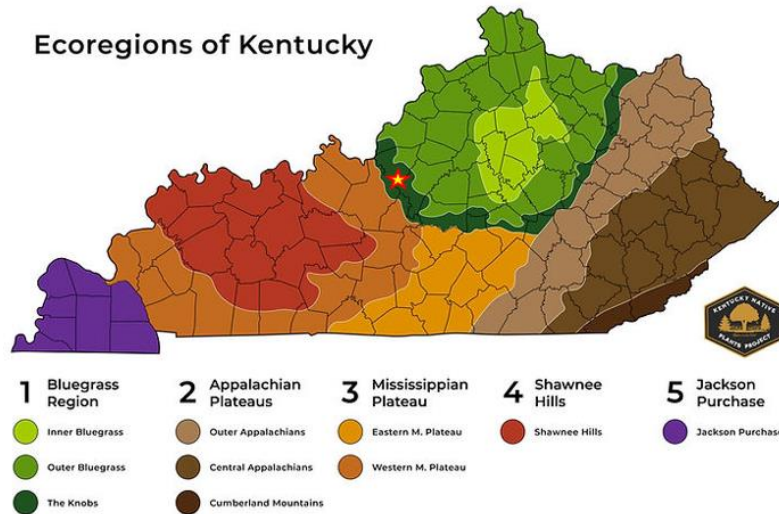 Ecoregions of Kentucky
KENTUCKY NATIVE
PLANTS PROJECT
1 Bluegrass Region
Inner Bluegrass
Outer Bluegrass
The Knobs
2 Appalachian Plateaus
Outer Appalachians
Central Appalachians
Cumberland Mountains
3 Mississippian Plateau
Eastern M. Plateau
Western M. Plateau
4 Shawnee Hills
Shawnee Hills
5 Jackson Purchase
Jackson Purchase